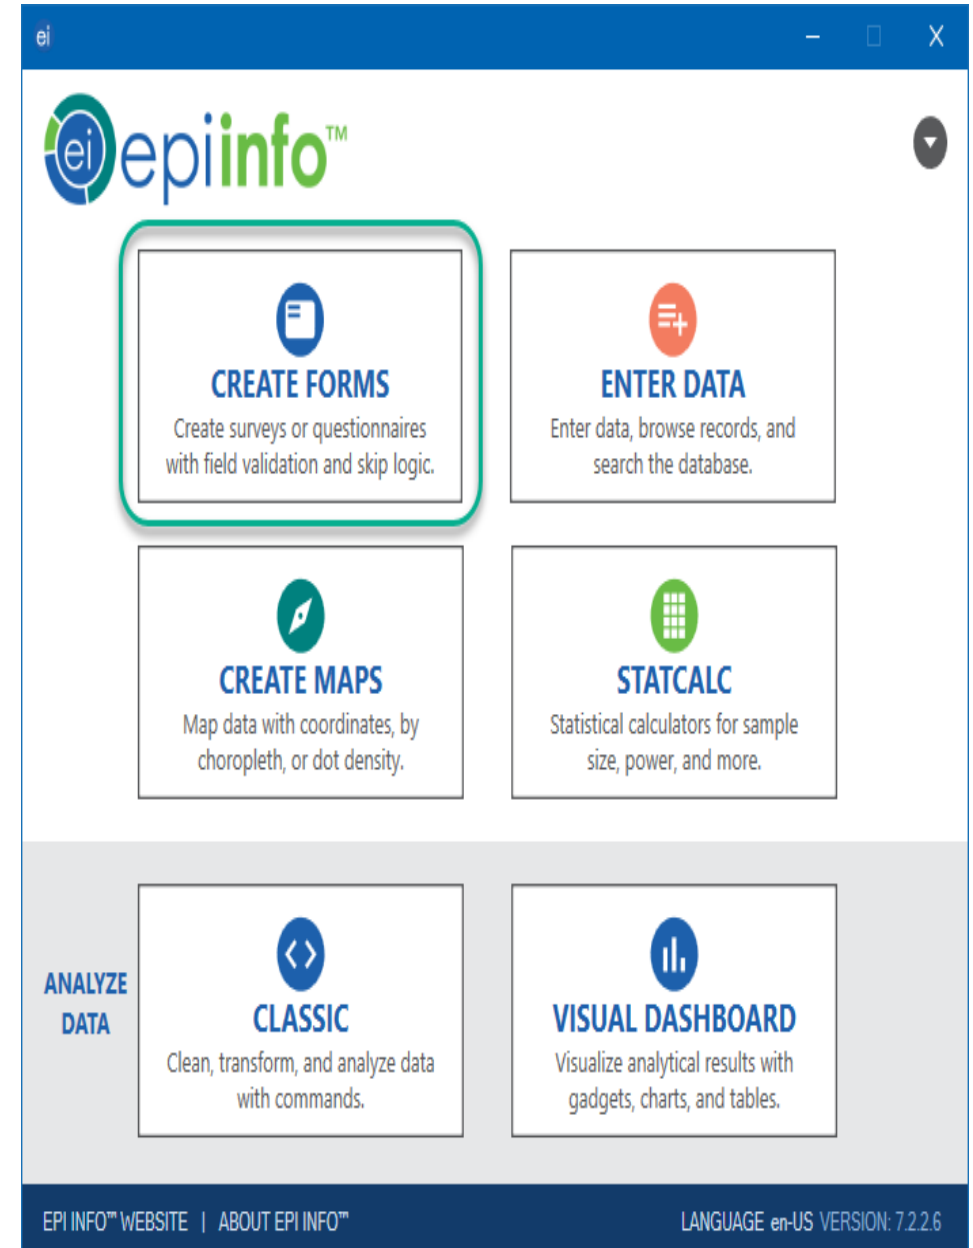 ei
ei epiinfo™
CREATE FORMS
Create surveys or questionnaires
with field validation and skip logic.
ENTER DATA
Enter data, browse records, and
search the database.
CREATE MAPS
Map data with coordinates, by
choropleth, or dot density.
STATCALC
Statistical calculators for sample
size, power, and more.
ANALYZE
DATA
CLASSIC
Clean, transform, and analyze data
with commands.
VISUAL DASHBOARD
Visualize analytical results with
gadgets, charts, and tables.
EPI INFO™ WEBSITE | ABOUT EPI INFO™
LANGUAGE en-US VERSION: 7.2.2.6